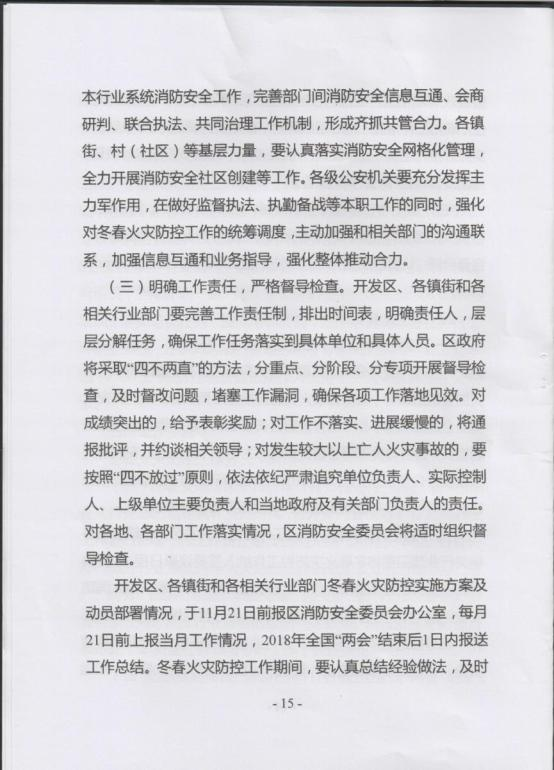 本行业系统消防安全工作，完善部门间消防安全信息互通、会商
研判、联合执法、共同治理工作机制，形成齐抓共管合力。各镇
街、村（社区）等基层力量，要认真落实消防安全网格化管理，
全力开展消防安全社区创建等工作。各级公安机关要充分发挥主
力军作用，在做好监督执法、执勤备战等本职工作的同时，强化
对冬春火灾防控工作的统筹调度，主动加强和相关部门的沟通联
系，加强信息互通和业务指导，强化整体推动合力。
（三）明确工作责任，严格督导检查。开发区、各镇街和各
相关行业部门要完善工作责任制，排出时间表，明确责任人，层
层分解任务，确保工作任务落实到具体单位和具体人员。区政府
将采取“四不两直”的方法，分重点、分阶段、分专项开展督导检
查，及时督改问题，堵塞工作漏洞，确保各项工作落地见效。对
成绩突出的，给予表彰奖励；对工作不落实、进展缓慢的，将通
报批评，并约谈相关领导；对发生较大以上亡人火灾事故的，要
按照“四不放过”原则，依法依纪严肃追究单位负责人、实际控制
人、上级单位主要负责人和当地政府及有关部门负责人的责任。
对各地、各部门工作落实情况，区消防安全委员会将适时组织督
导检查。
开发区、各镇街和各相关行业部门冬春火灾防控实施方案及
动员部署情况，于11月21日前报区消防安全委员会办公室，每月
21日前上报当月工作情况，2018年全国“两会”结束后1日内报送
工作总结。冬春火灾防控工作期间，要认真总结经验做法，及时
- 15 -